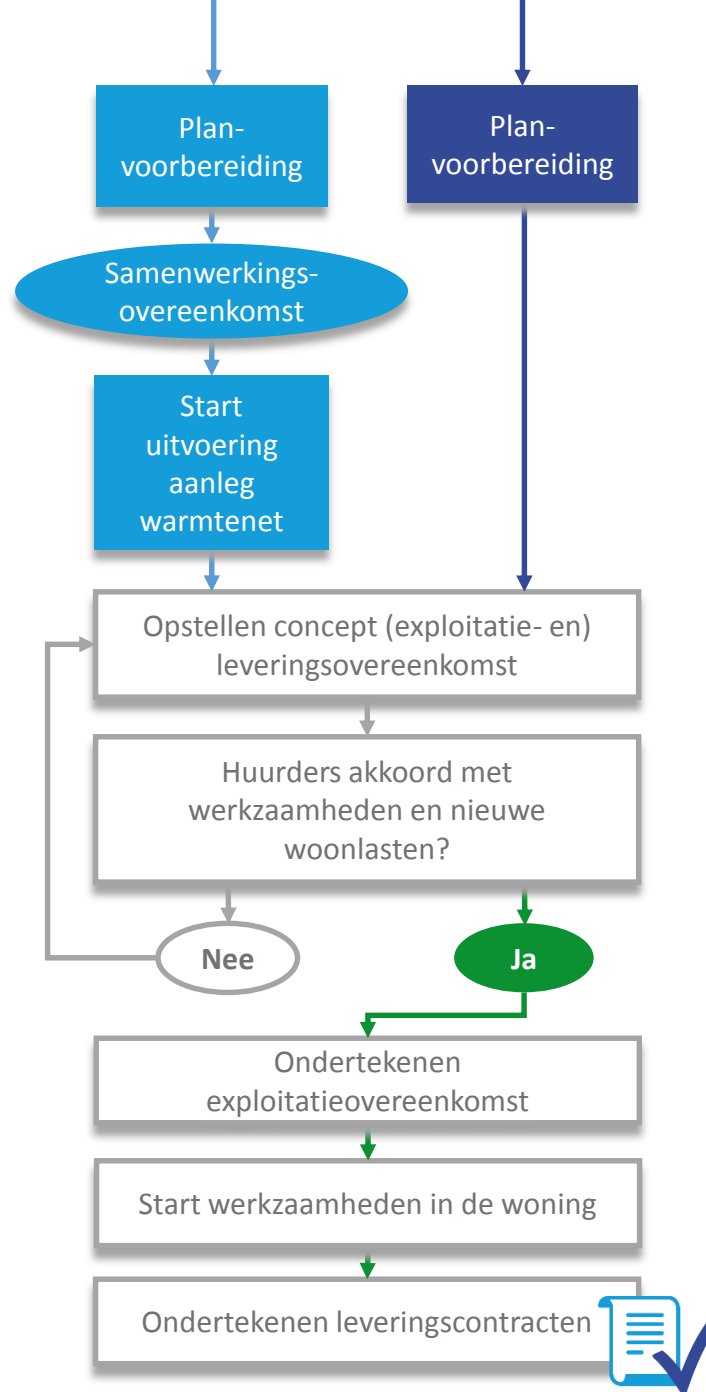 Plan-
voorbereiding
Plan-
voorbereiding
Samenwerkings-
overeenkomst
Start
uitvoering
aanleg
warmtenet
Opstellen concept (exploitatie- en)
leveringsovereenkomst
Huurders akkoord met
werkzaamheden en nieuwe
woonlasten?
Nee
Ja
Ondertekenen
exploitatieovereenkomst
Start werkzaamheden in de woning
Ondertekenen leveringscontracten